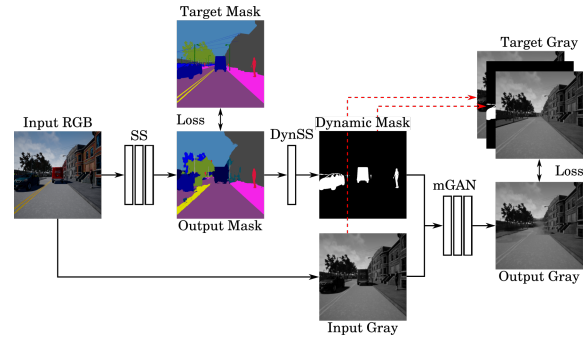 Target Mask
Target Gray
Input RGB
SS
Loss
DynSS
Dynamic Mask
mGAN
Loss
Output Mask
Output Gray
Input Gray